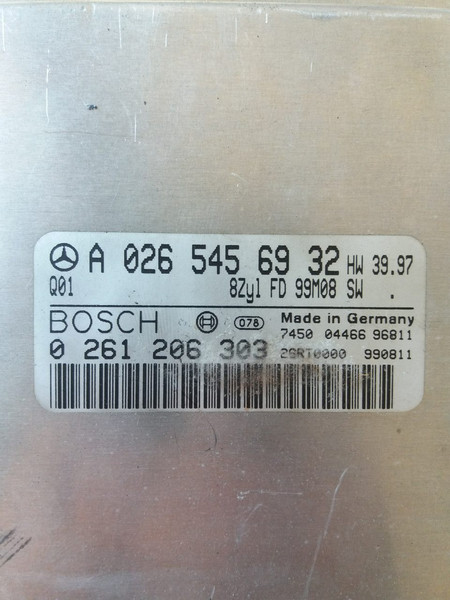 A 026 545 69 32 HW 39.97
Q01 8Zyl FD 99M08 SW .
BOSCH 078 Made in Germany
7450 04466 96811
0 261 206 303 26RT0000 990811